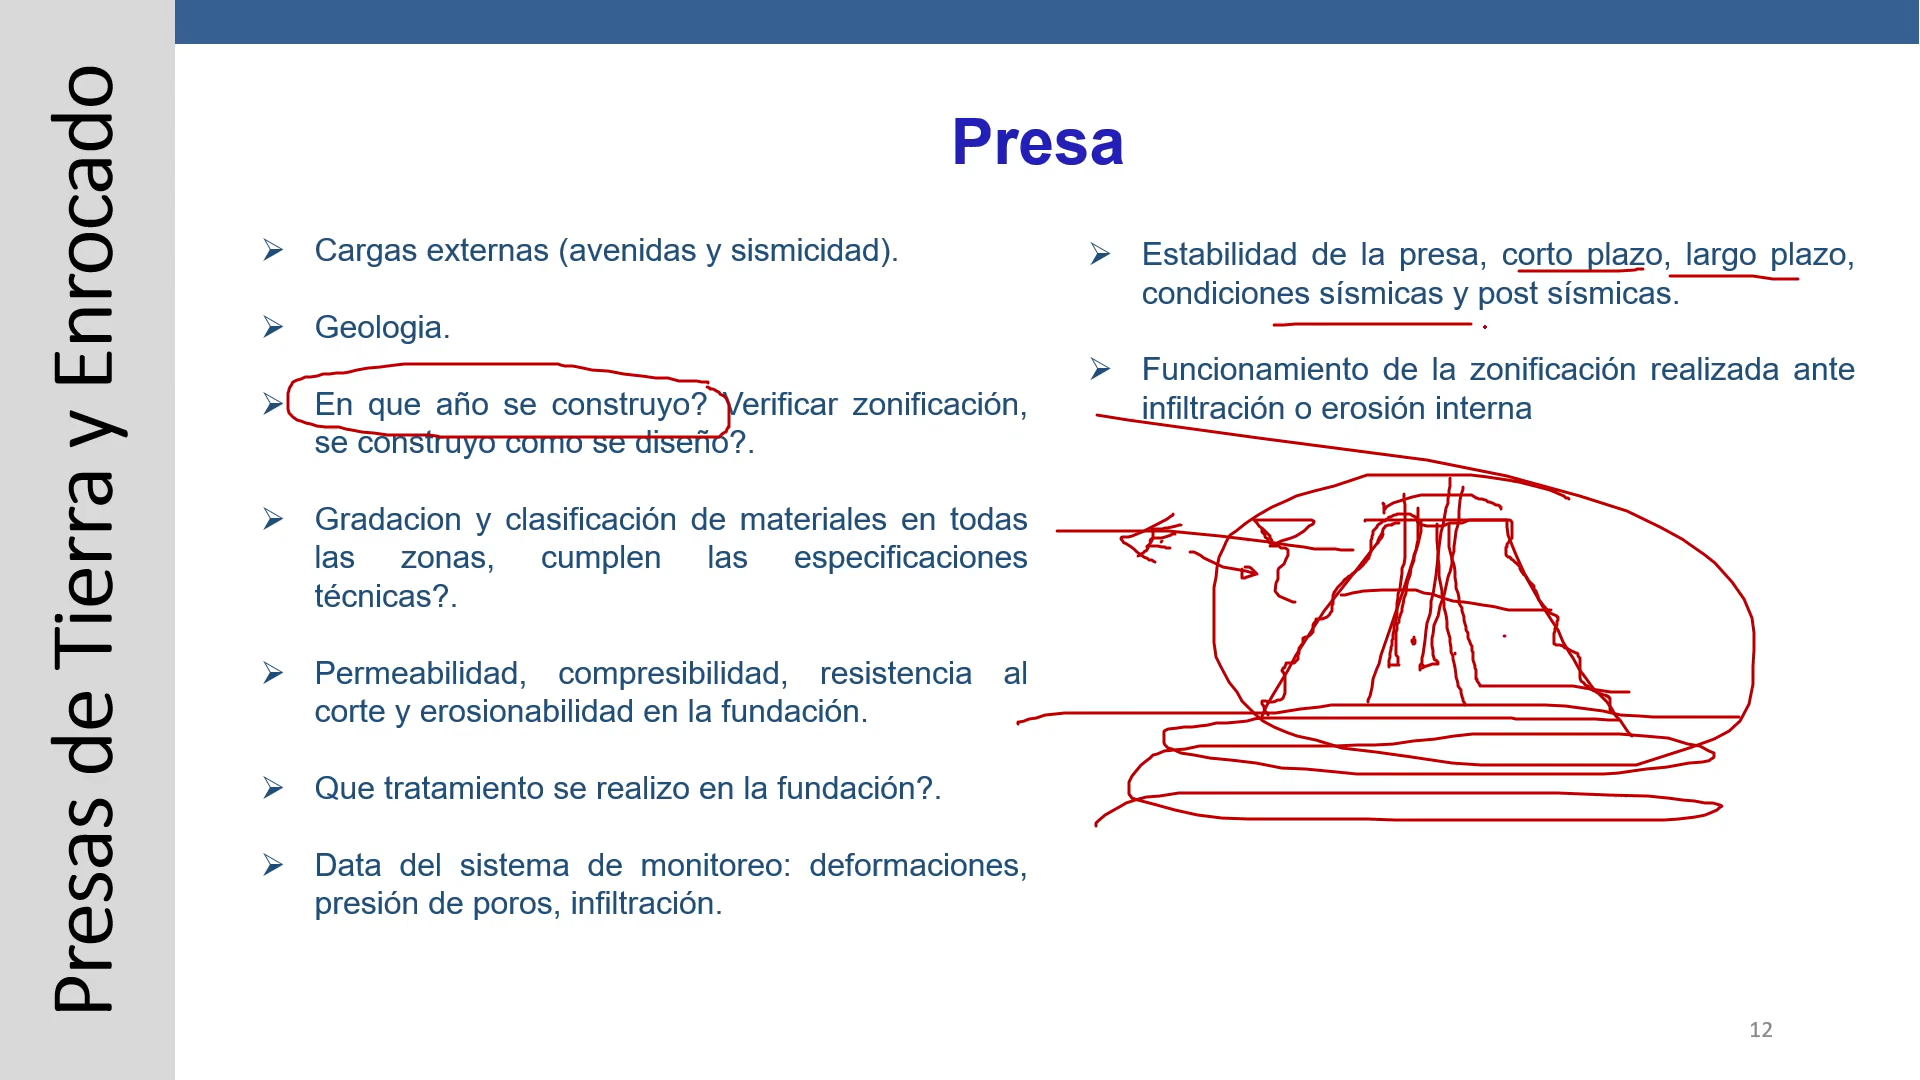 Presas de Tierra y Enrocado
Presa
Cargas externas (avenidas y sismicidad).
Geologia.
En que año se construyo? Verificar zonificación,
se construyo como se diseño?.
Gradacion y clasificación de materiales en todas
las zonas, cumplen las especificaciones
técnicas?.
Permeabilidad, compresibilidad, resistencia al
corte y erosionabilidad en la fundación.
Que tratamiento se realizo en la fundación?.
Data del sistema de monitoreo: deformaciones,
presión de poros, infiltración.
Estabilidad de la presa, corto plazo, largo plazo,
condiciones sísmicas y post sísmicas.
Funcionamiento de la zonificación realizada ante
infiltración o erosión interna
12